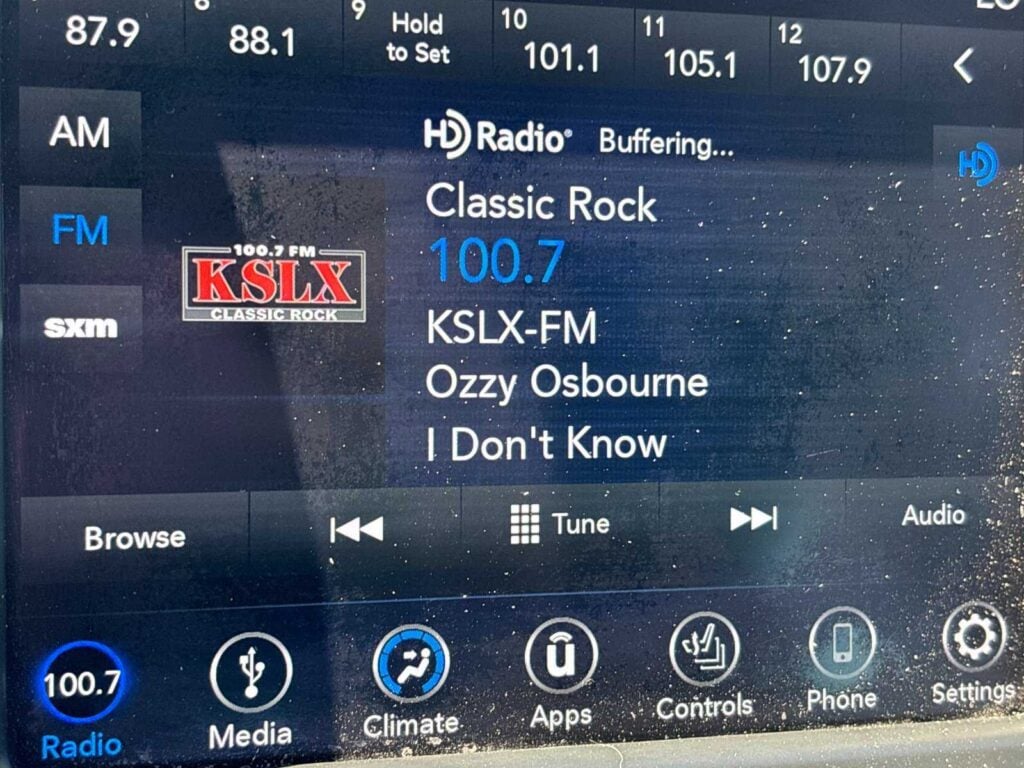 87.9
8
88.1
9
Hold
to Set
10
101.1
11
105.1
12
107.9
AM
FM
sxm
HD Radio® Buffering...
HD
Classic Rock
100.7
KSLX-FM
Ozzy Osbourne
I Don't Know
100.7 FM
KSLX
CLASSIC ROCK
Browse
Tune
Audio
100.7
Radio
Media
Climate
u
Apps
Controls
Phone
Settings